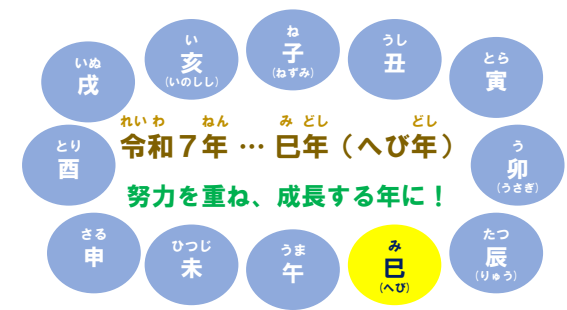 ね
子
(ねずみ)
うし
丑
とら
寅
う
卯
(うさぎ)
たつ
辰
(りゅう)
み
巳
(へび)
うま
午
ひつじ
未
さる
申
とり
酉
いぬ
戌
い
亥
(いのしし)
れい わ ねん み どし どし
令和７年 … 巳年（へび年）
努力を重ね、成長する年に！